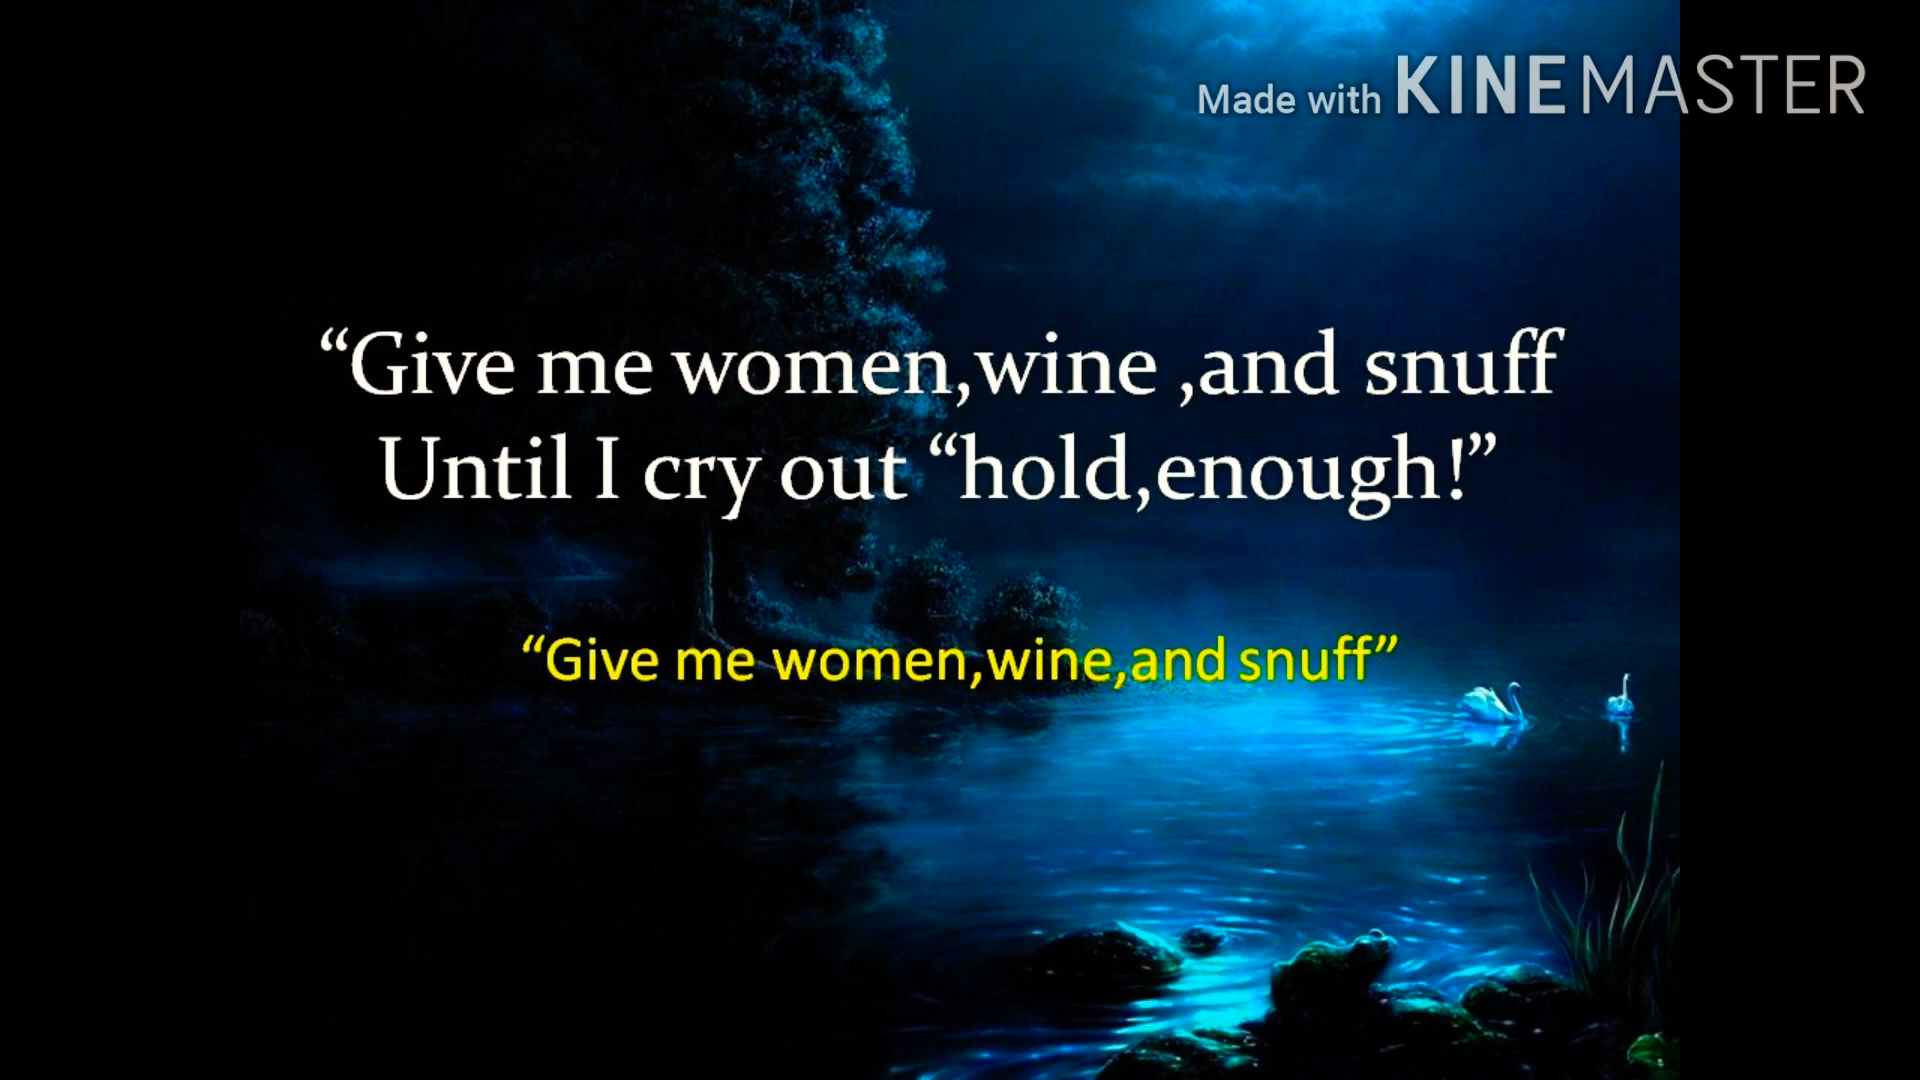 Made with KINEMASTER
“Give me women,wine ,and snuff
Until I cry out “hold,enough!”
“Give me women,wine,and snuff”